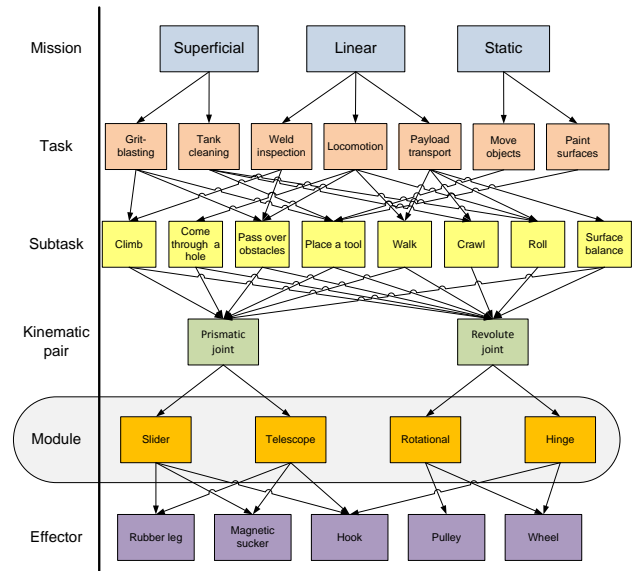 Mission
Superficial
Linear
Static
Task
Grit-
blasting
Tank
cleaning
Weld
inspection
Locomotion
Payload
transport
Move
objects
Paint
surfaces
Subtask
Climb
Come
through a
hole
Pass over
obstacles
Place a tool
Walk
Crawl
Roll
Surface
balance
Kinematic
pair
Prismatic
joint
Revolute
joint
Module
Slider
Telescope
Rotational
Hinge
Effector
Rubber leg
Magnetic
sucker
Hook
Pulley
Wheel